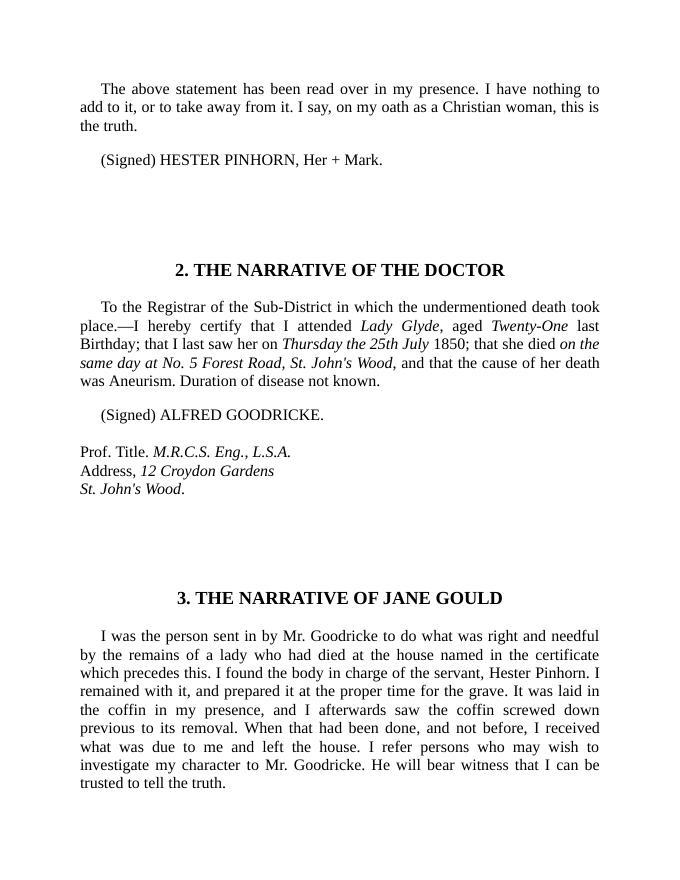 The above statement has been read over in my presence. I have nothing to
add to it, or to take away from it. I say, on my oath as a Christian woman, this is
the truth.
(Signed) HESTER PINHORN, Her + Mark.
2. THE NARRATIVE OF THE DOCTOR
To the Registrar of the Sub-District in which the undermentioned death took
place.—I hereby certify that I attended Lady Glyde, aged Twenty-One last
Birthday; that I last saw her on Thursday the 25th July 1850; that she died on the
same day at No. 5 Forest Road, St. John's Wood, and that the cause of her death
was Aneurism. Duration of disease not known.
(Signed) ALFRED GOODRICKE.
Prof. Title. M.R.C.S. Eng., L.S.A.
Address, 12 Croydon Gardens
St. John's Wood.
3. THE NARRATIVE OF JANE GOULD
I was the person sent in by Mr. Goodricke to do what was right and needful
by the remains of a lady who had died at the house named in the certificate
which precedes this. I found the body in charge of the servant, Hester Pinhorn. I
remained with it, and prepared it at the proper time for the grave. It was laid in
the coffin in my presence, and I afterwards saw the coffin screwed down
previous to its removal. When that had been done, and not before, I received
what was due to me and left the house. I refer persons who may wish to
investigate my character to Mr. Goodricke. He will bear witness that I can be
trusted to tell the truth.